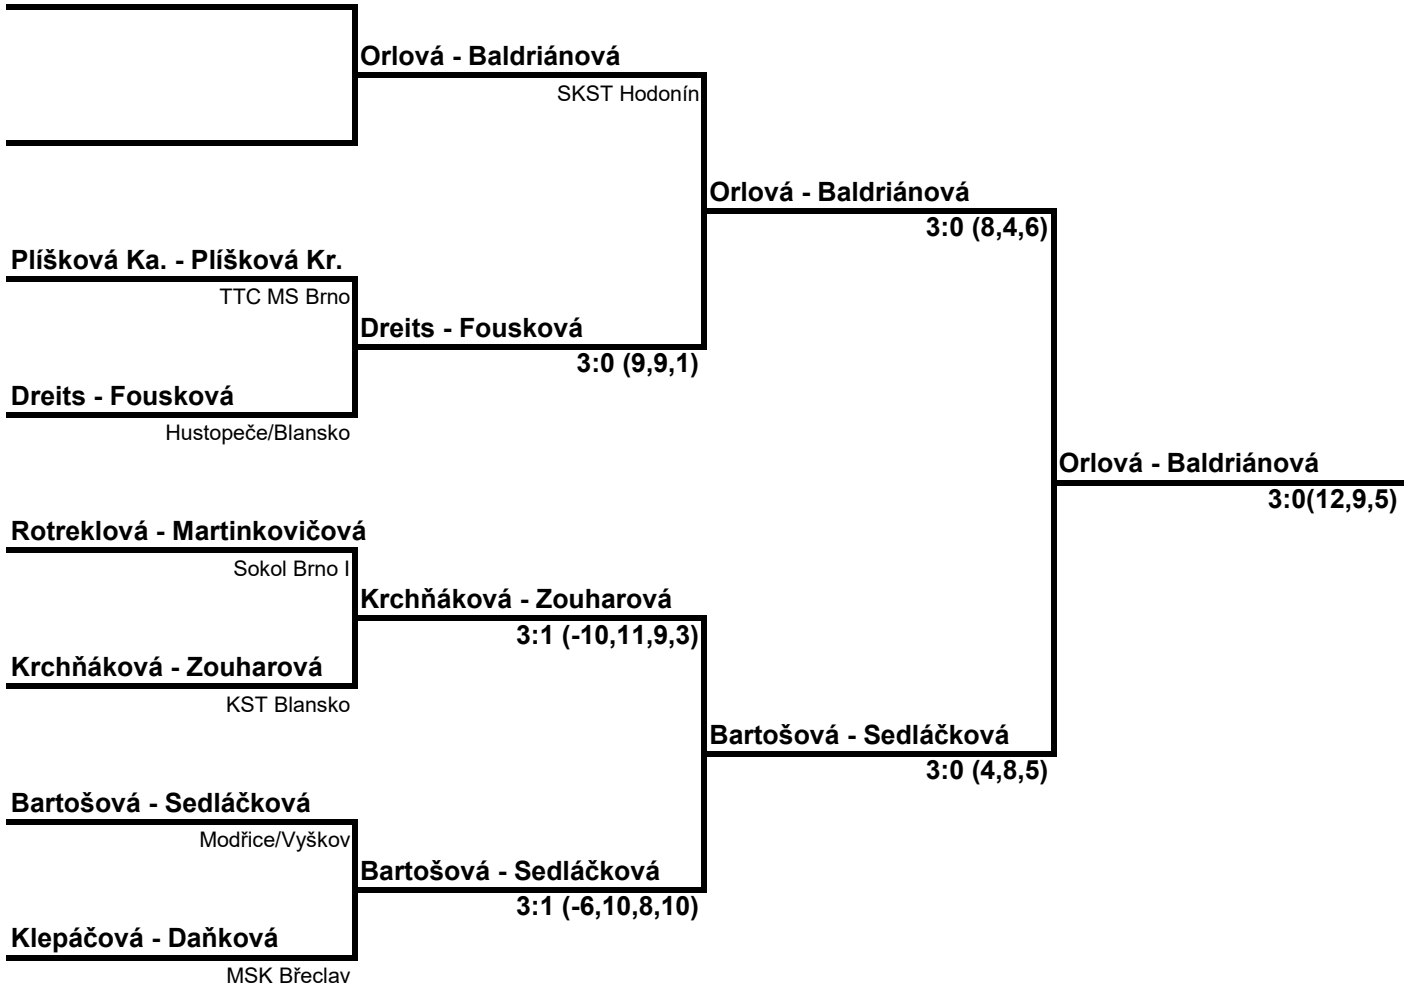 Orlová - Baldriánová
SKST Hodonín
Orlová - Baldriánová
3:0 (8,4,6)
Plíšková Ka. - Plíšková Kr.
TTC MS Brno
Dreits - Fousková
3:0 (9,9,1)
Dreits - Fousková
Hustopeče/Blansko
Orlová - Baldriánová
3:0(12,9,5)
Rotreklová - Martinkovičová
Sokol Brno I
Krchňáková - Zouharová
3:1 (-10,11,9,3)
Krchňáková - Zouharová
KST Blansko
Bartošová - Sedláčková
3:0 (4,8,5)
Bartošová - Sedláčková
Modřice/Vyškov
Bartošová - Sedláčková
3:1 (-6,10,8,10)
Klepáčová - Daňková
MSK Břeclav